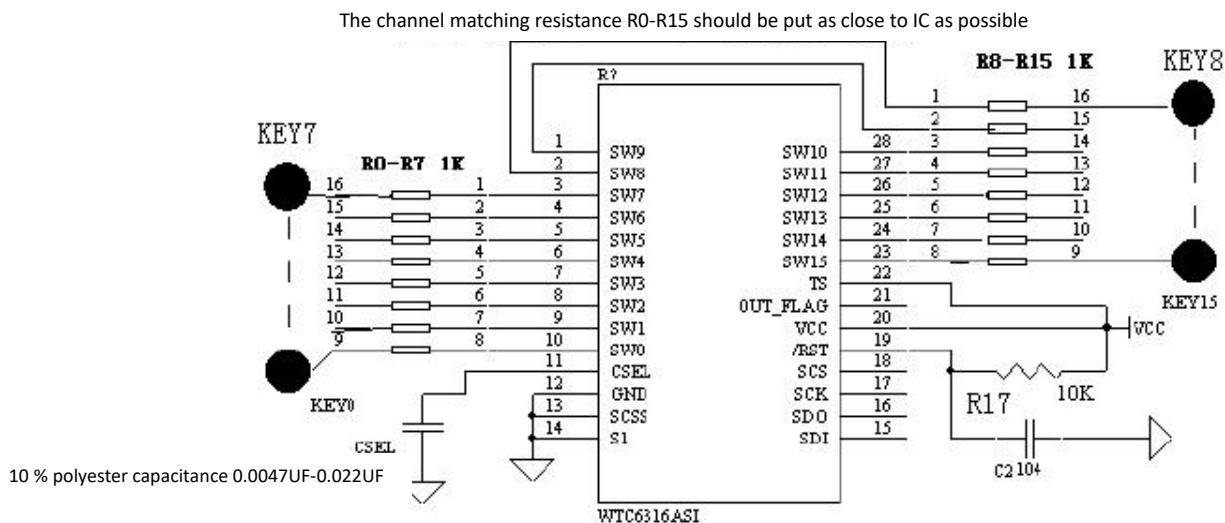 The channel matching resistance R0-R15 should be put as close to IC as possible
R8-R15 1K
KEY8
R?
KEY7
R0-R7 1K
1 16
2 15
3 14
4 13
5 12
6 11
7 10
8 9
16 1
15 2
14 3
13 4
12 5
11 6
10 7
9 8
1 SW9
2 SW8
3 SW7
4 SW6
5 SW5
6 SW4
7 SW3
8 SW2
9 SW1
10 SW0
11 CSEL
12 GND
13 SCSS
14 S1
SW10 28
SW11 27
SW12 26
SW13 25
SW14 24
SW15 23
TS 22
OUT_FLAG 21
VCC 20
/RST 19
SCS 18
SCK 17
SDO 16
SDI 15
KEY15
VCC
KEY0
R17 10K
CSEL
C2 104
10 % polyester capacitance 0.0047UF-0.022UF
WTC6316ASI